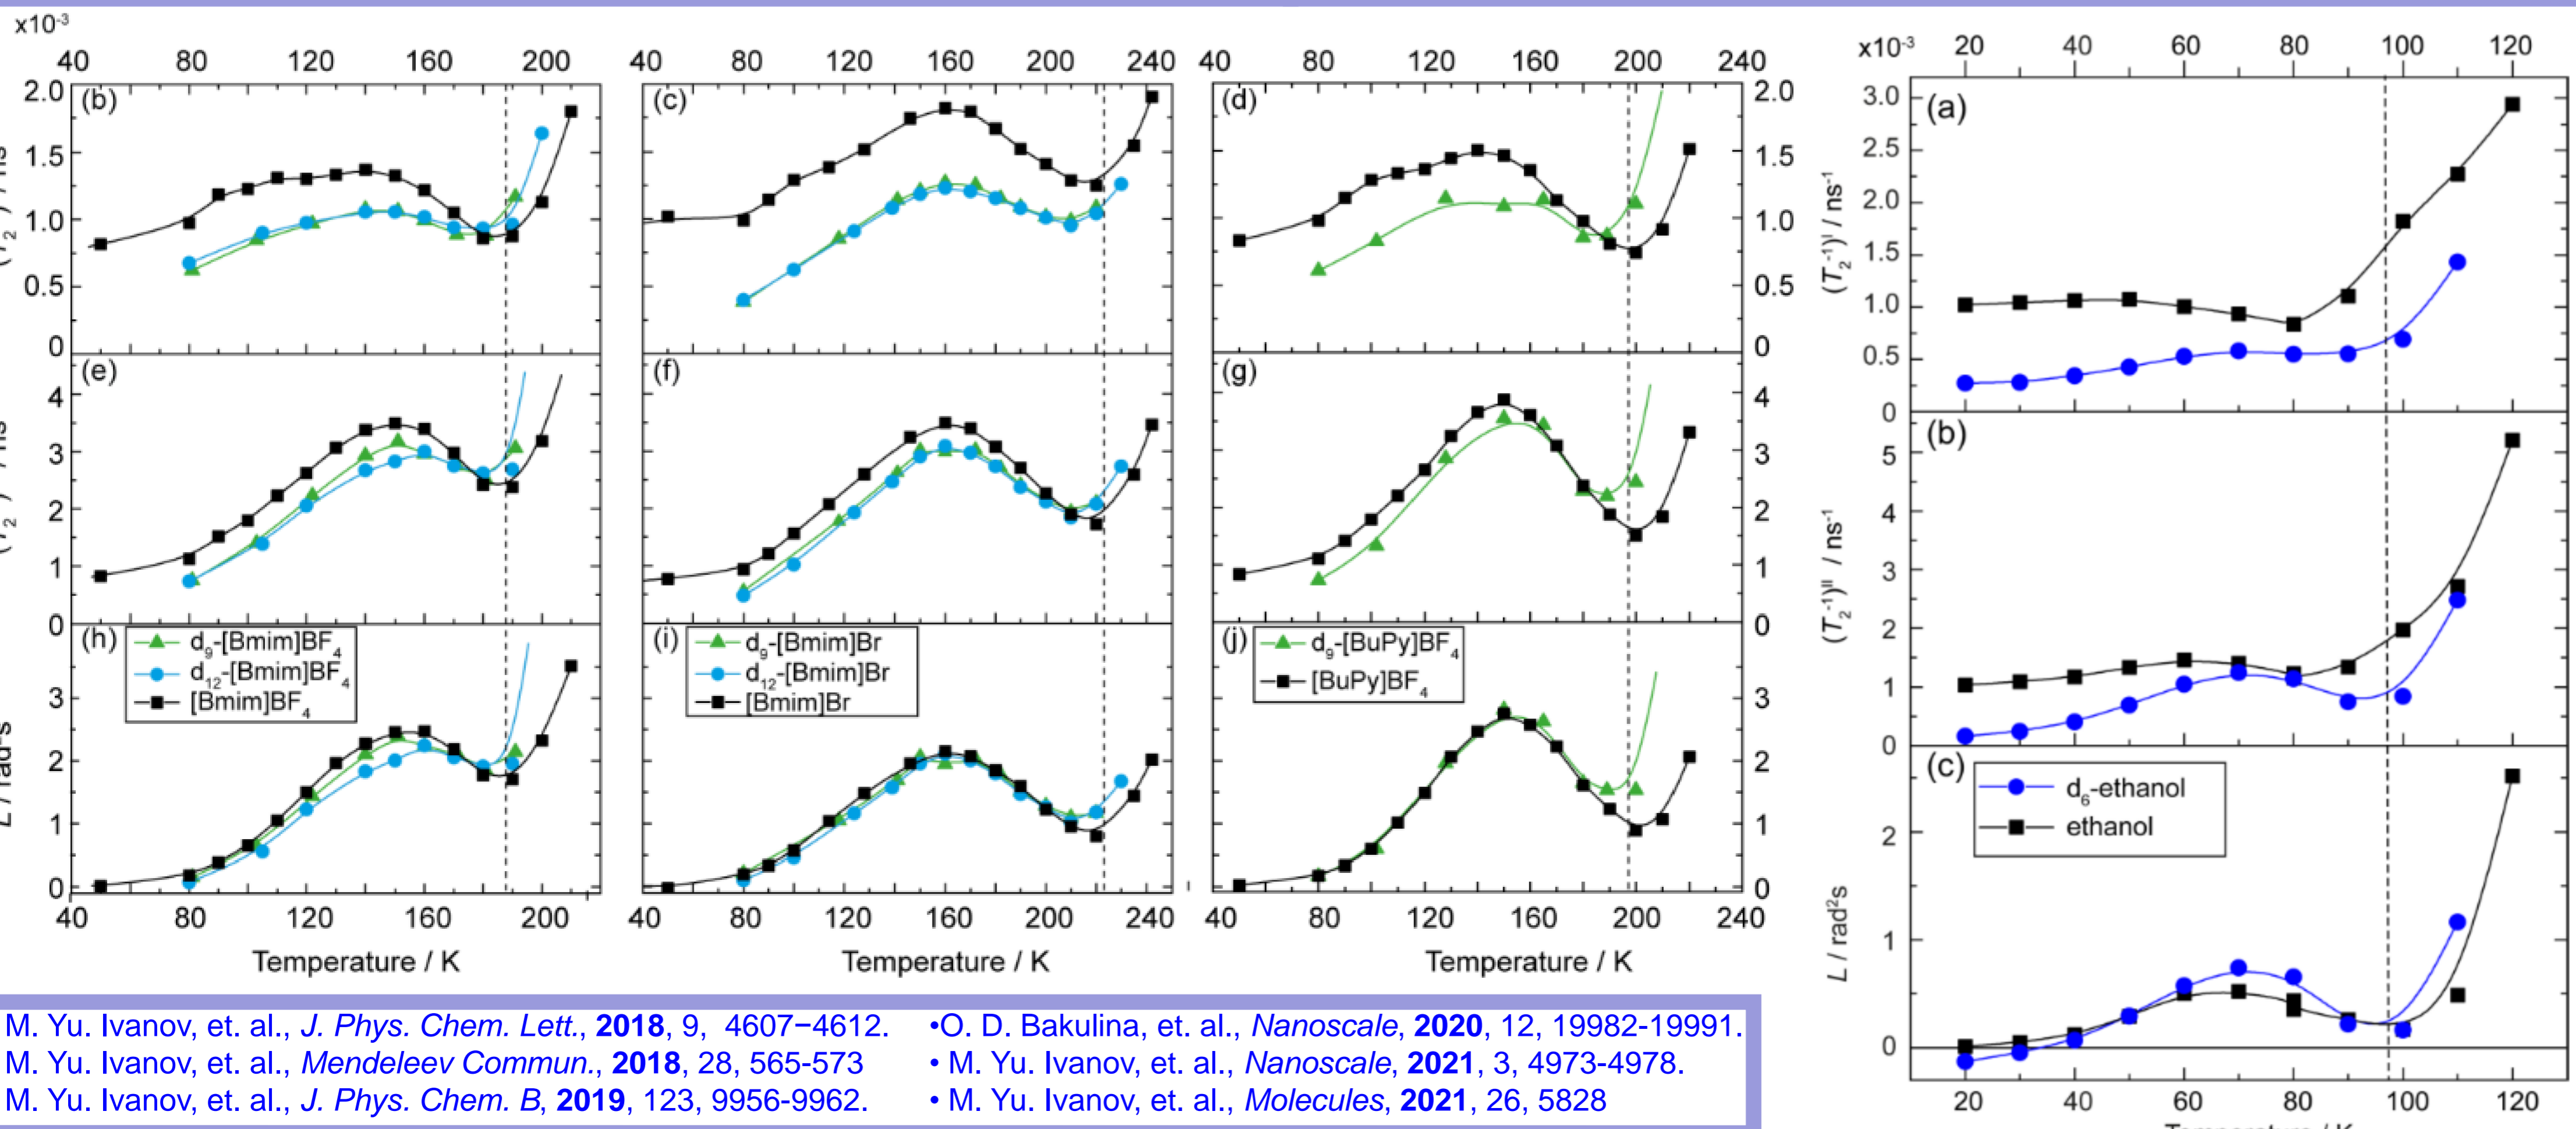 x10⁻³
40 80 120 160 200
40 80 120 160 200 240
40 80 120 160 200 240
x10⁻³ 20 40 60 80 100 120
(b)
2.0
1.5
1.0
0.5
0
(c)
(d)
2.0
1.5
1.0
0.5
0
(e)
4
3
2
1
0
(f)
(g)
4
3
2
1
0
(h)
d₉-[Bmim]BF₄
d₁₂-[Bmim]BF₄
[Bmim]BF₄
3
2
1
0
(i)
d₉-[Bmim]Br
d₁₂-[Bmim]Br
[Bmim]Br
(j)
d₉-[BuPy]BF₄
[BuPy]BF₄
3
2
1
0
40 80 120 160 200
40 80 120 160 200 240
40 80 120 160 200 240
Temperature / K
Temperature / K
Temperature / K
(a)
(T₂⁻¹)ᴵ / ns⁻¹
3.0
2.5
2.0
1.5
1.0
0.5
0
(b)
(T₂⁻¹)ᴵᴵ / ns⁻¹
5
4
3
2
1
0
(c)
d₆-ethanol
ethanol
L / rad²s
2
1
0
20 40 60 80 100 120
M. Yu. Ivanov, et. al., J. Phys. Chem. Lett., 2018, 9, 4607−4612.
M. Yu. Ivanov, et. al., Mendeleev Commun., 2018, 28, 565-573
M. Yu. Ivanov, et. al., J. Phys. Chem. B, 2019, 123, 9956-9962.
•O. D. Bakulina, et. al., Nanoscale, 2020, 12, 19982-19991.
• M. Yu. Ivanov, et. al., Nanoscale, 2021, 3, 4973-4978.
• M. Yu. Ivanov, et. al., Molecules, 2021, 26, 5828